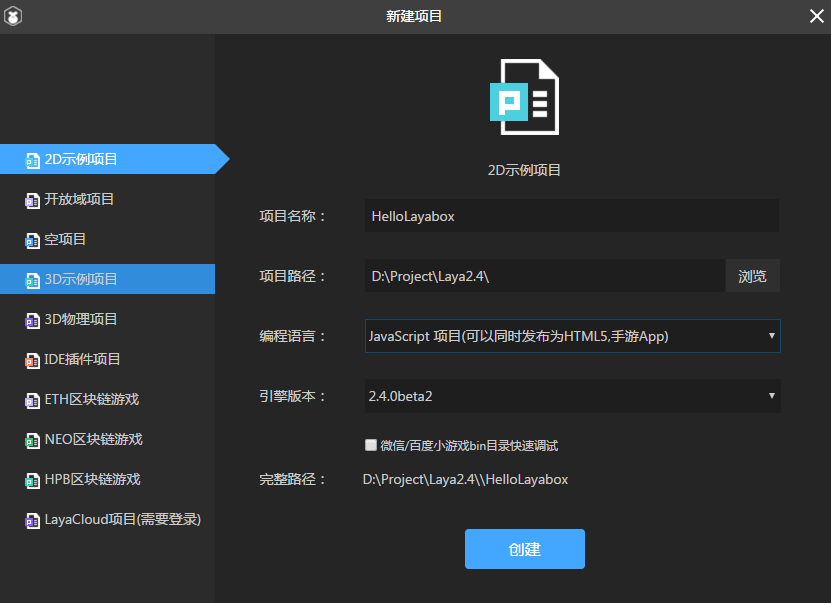 新建项目
2D示例项目
开放域项目
空项目
3D示例项目
3D物理项目
IDE插件项目
ETH区块链游戏
NEO区块链游戏
HPB区块链游戏
LayaCloud项目(需要登录)
2D示例项目
项目名称： HelloLayabox
项目路径： D:\Project\Laya2.4\ 浏览
编程语言： JavaScript 项目(可以同时发布为HTML5,手游App)
引擎版本： 2.4.0beta2
微信/百度小游戏bin目录快速调试
完整路径： D:\Project\Laya2.4\\HelloLayabox
创建